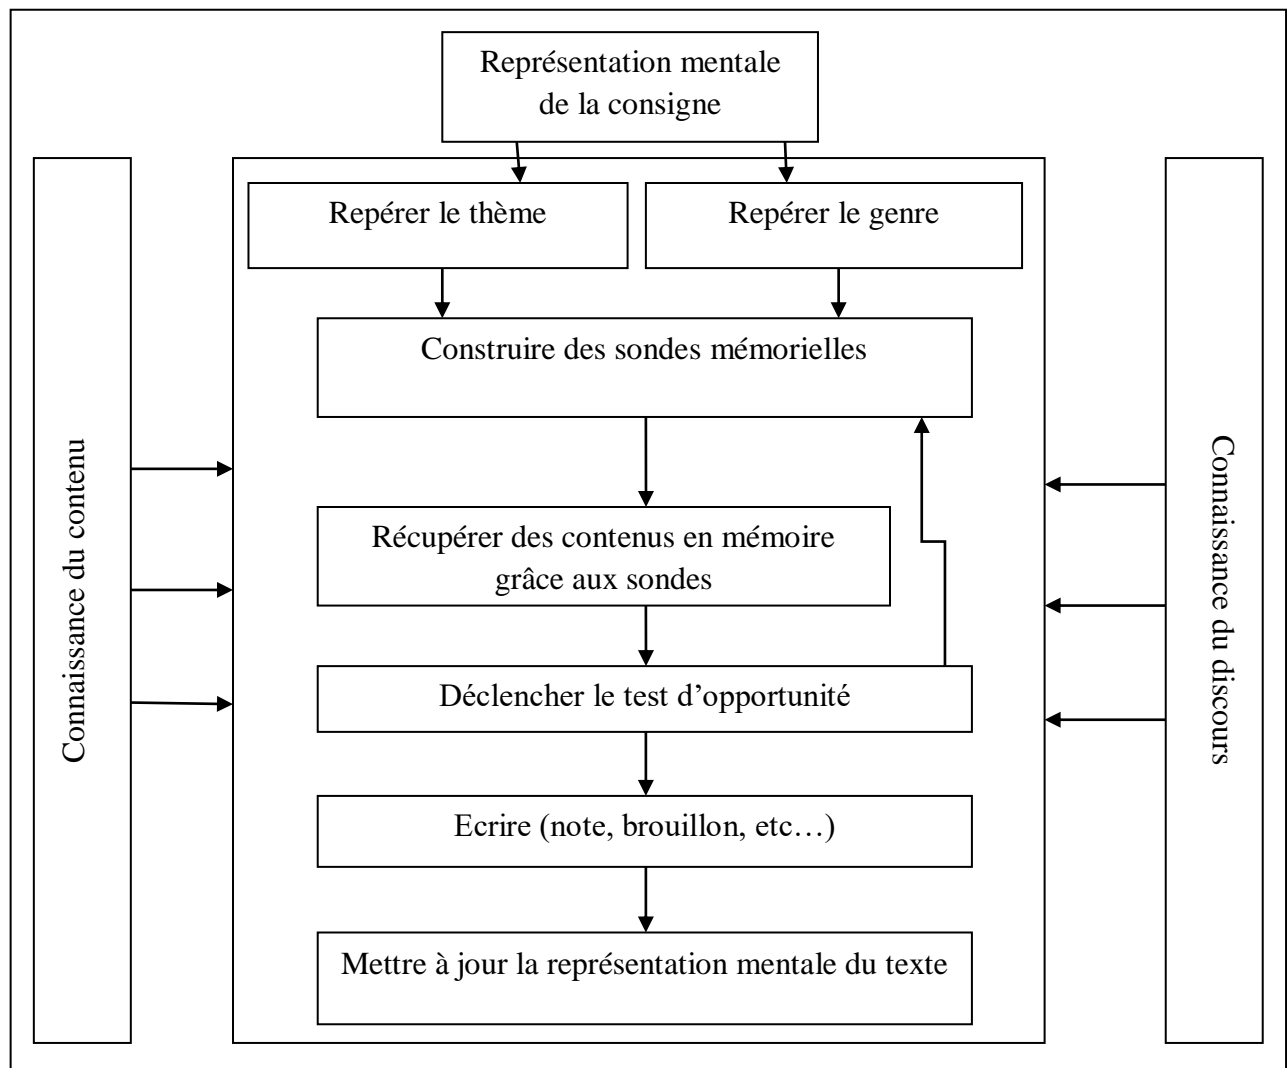 Représentation mentale
de la consigne
Repérer le thème
Repérer le genre
Construire des sondes mémorielles
Récupérer des contenus en mémoire
grâce aux sondes
Déclencher le test d’opportunité
Ecrire (note, brouillon, etc…)
Mettre à jour la représentation mentale du texte
Connaissance du contenu
Connaissance du discours